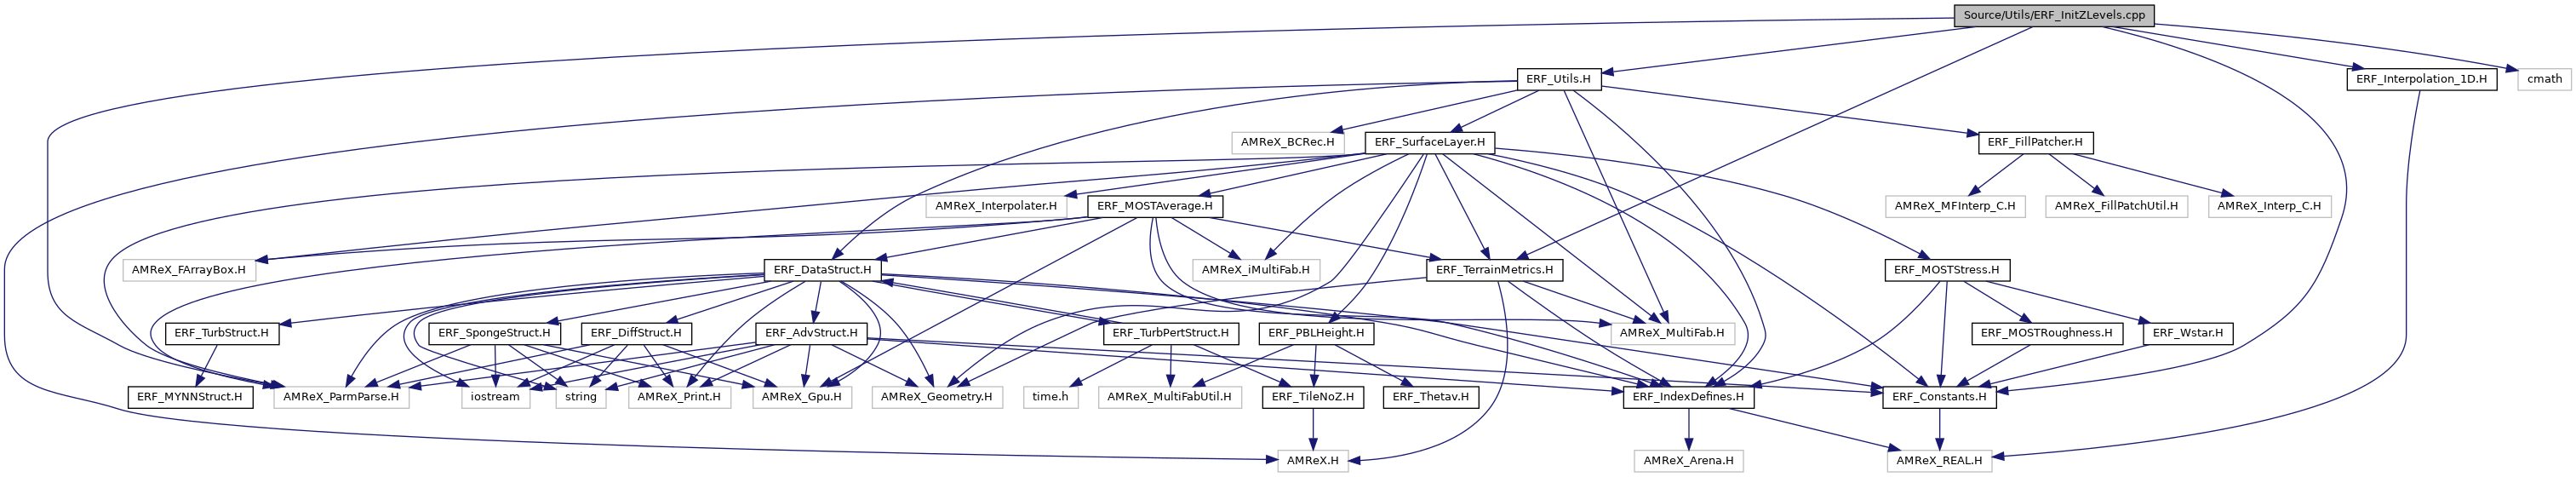 Source/Utils/ERF_InitZLevels.cpp
ERF_Utils.H
ERF_Interpolation_1D.H
cmath
AMReX_BCRec.H
ERF_SurfaceLayer.H
ERF_FillPatcher.H
AMReX_Interpolater.H
ERF_MOSTAverage.H
AMReX_MFInterp_C.H
AMReX_FillPatchUtil.H
AMReX_Interp_C.H
AMReX_FArrayBox.H
ERF_DataStruct.H
AMReX_iMultiFab.H
ERF_TerrainMetrics.H
ERF_MOSTStress.H
ERF_TurbStruct.H
ERF_SpongeStruct.H
ERF_DiffStruct.H
ERF_AdvStruct.H
ERF_TurbPertStruct.H
ERF_PBLHeight.H
AMReX_MultiFab.H
ERF_MOSTRoughness.H
ERF_Wstar.H
ERF_MYNNStruct.H
AMReX_ParmParse.H
iostream
string
AMReX_Print.H
AMReX_Gpu.H
AMReX_Geometry.H
time.h
AMReX_MultiFabUtil.H
ERF_TileNoZ.H
ERF_Thetav.H
ERF_IndexDefines.H
ERF_Constants.H
AMReX.H
AMReX_Arena.H
AMReX_REAL.H